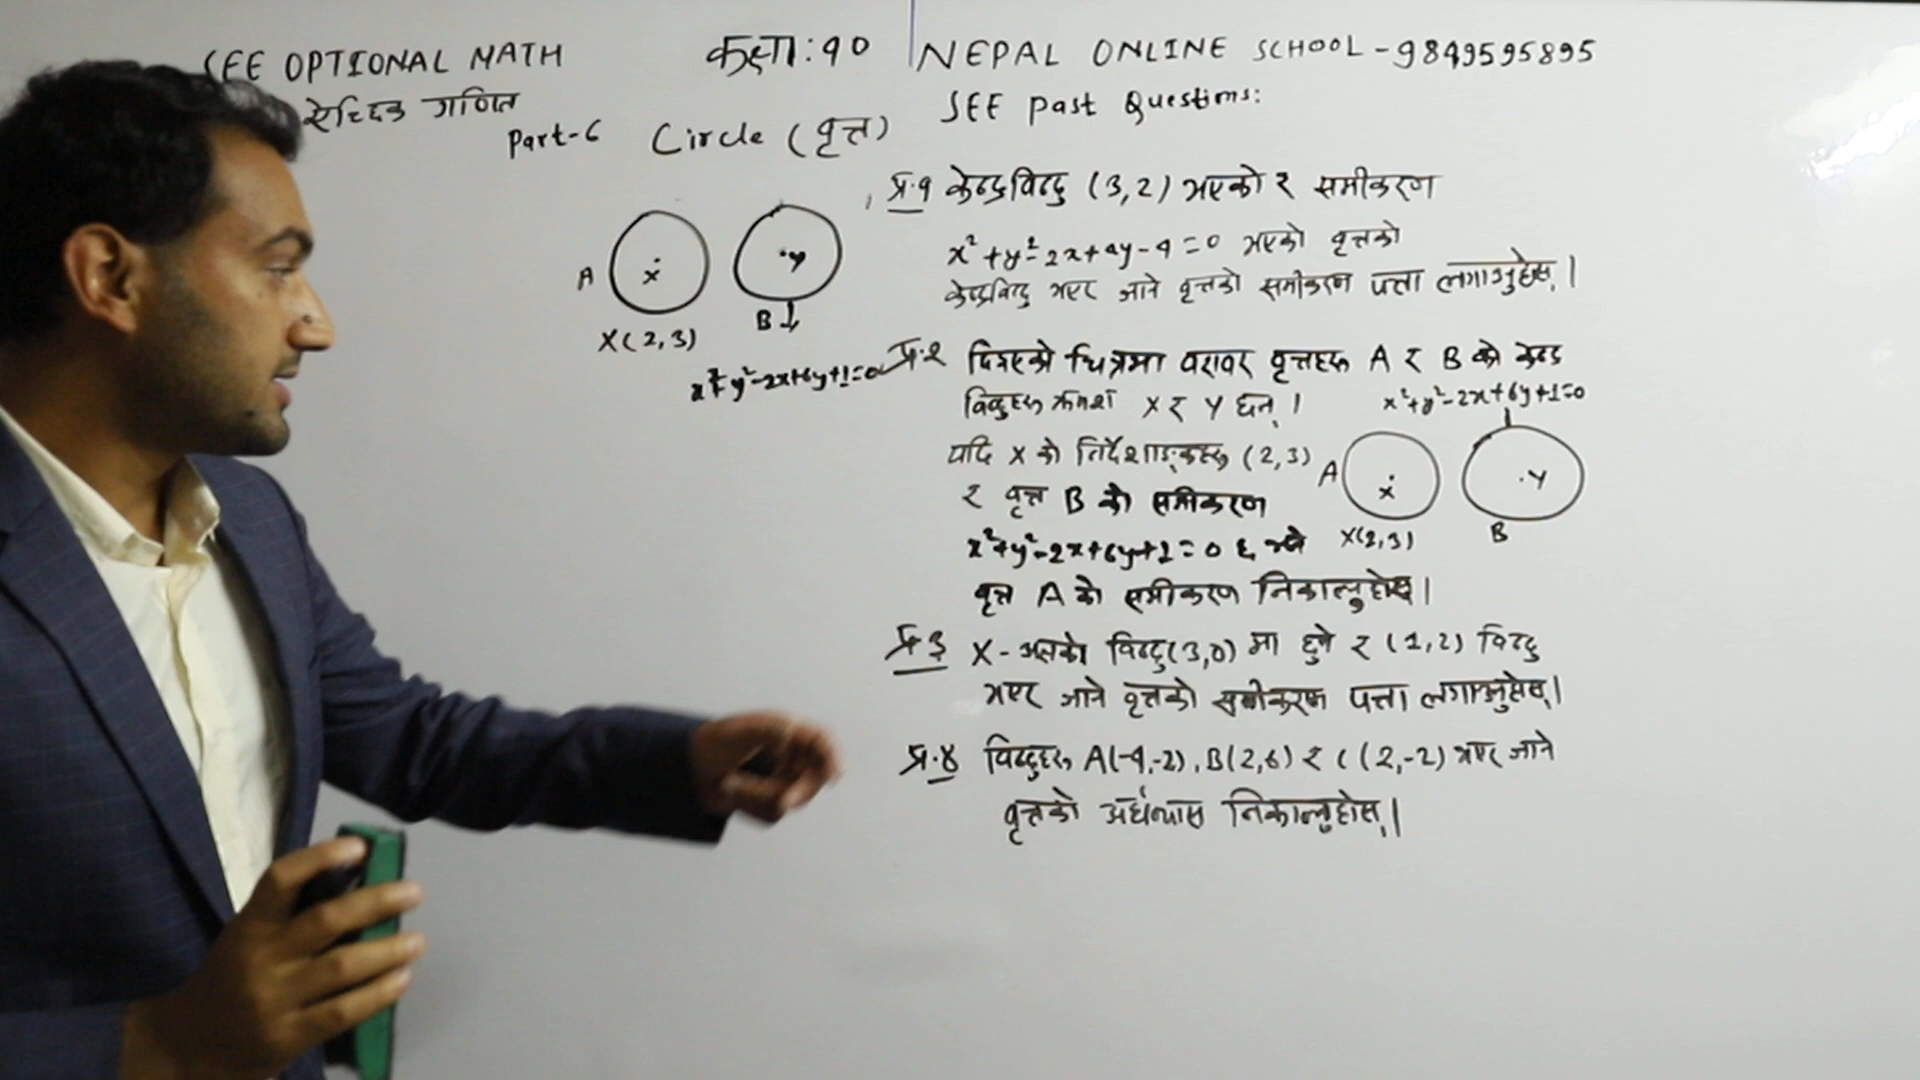 SEE OPTIONAL MATH कक्षा: १० NEPAL ONLINE SCHOOL - 9849595895
ऐच्छिक गणित
Part-6 Circle (वृत्त) SEE Past Questions:
A x X(2,3)
y B
x²+y²-2x+6y+1=0
प्र.१ केन्द्रविन्दु (3,2) भएको र समीकरण
x²+y²-2x+4y-4=0 भएको वृत्तको
केन्द्रविन्दु भएर जाने वृत्तको समीकरण पत्ता लगाउनुहोस् ।
प्र.२ दिइएको चित्रमा बराबर वृत्तहरू A र B को केन्द्र
विन्दुहरू क्रमशः X र Y छन् ।
यदि X को निर्देशाङ्कहरू (2,3)
र वृत्त B को समीकरण
x²+y²-2x+6y+1=0 छ भने
वृत्त A को समीकरण निकाल्नुहोस् ।
x²+y²-2x+6y+1=0
A x X(2,3)
y B
प्र.३ X-अक्षको विन्दु(3,0) मा हुने र (1,2) विन्दु
भएर जाने वृत्तको समीकरण पत्ता लगाउनुहोस् ।
प्र.४ विन्दुहरू A(-4,-2), B(2,6) र C(2,-2) भएर जाने
वृत्तको अर्धव्यास निकाल्नुहोस् ।